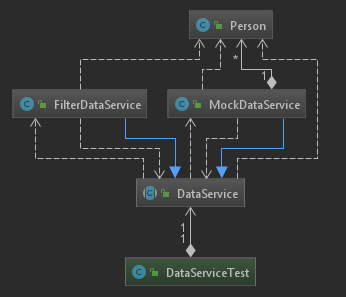 C Person
* 1
C FilterDataService
C MockDataService
C DataService
1
1
C DataServiceTest